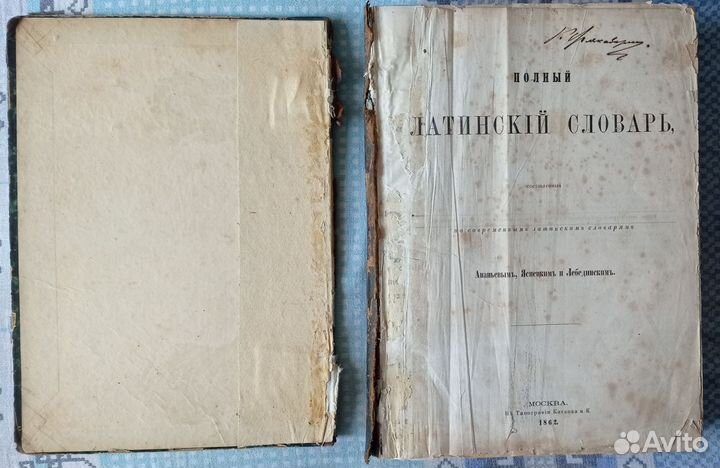 ПОЛНЫЙ
ЛАТИНСКІЙ СЛОВАРЬ,
составленный
по современнымъ латинскимъ словарямъ
Ананьевымъ, Яснецкимъ и Лебединскимъ.
МОСКВА.
Въ Типографіи Каткова и К
1862.
Avito